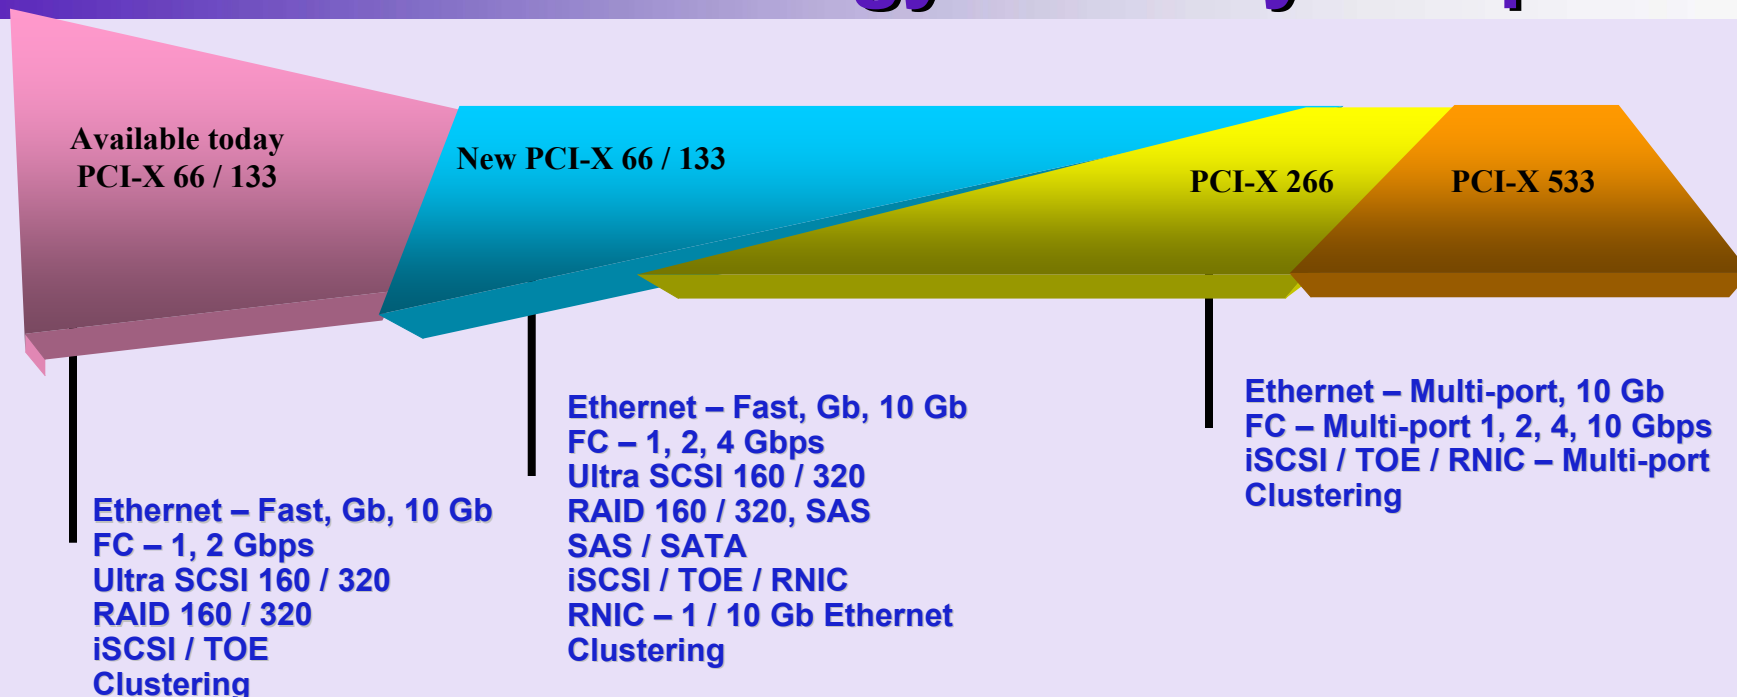 Available today
PCI-X 66 / 133
New PCI-X 66 / 133
PCI-X 266
PCI-X 533
Ethernet – Fast, Gb, 10 Gb
FC – 1, 2 Gbps
Ultra SCSI 160 / 320
RAID 160 / 320
iSCSI / TOE
Clustering
Ethernet – Fast, Gb, 10 Gb
FC – 1, 2, 4 Gbps
Ultra SCSI 160 / 320
RAID 160 / 320, SAS
SAS / SATA
iSCSI / TOE / RNIC
RNIC – 1 / 10 Gb Ethernet
Clustering
Ethernet – Multi-port, 10 Gb
FC – Multi-port 1, 2, 4, 10 Gbps
iSCSI / TOE / RNIC – Multi-port
Clustering